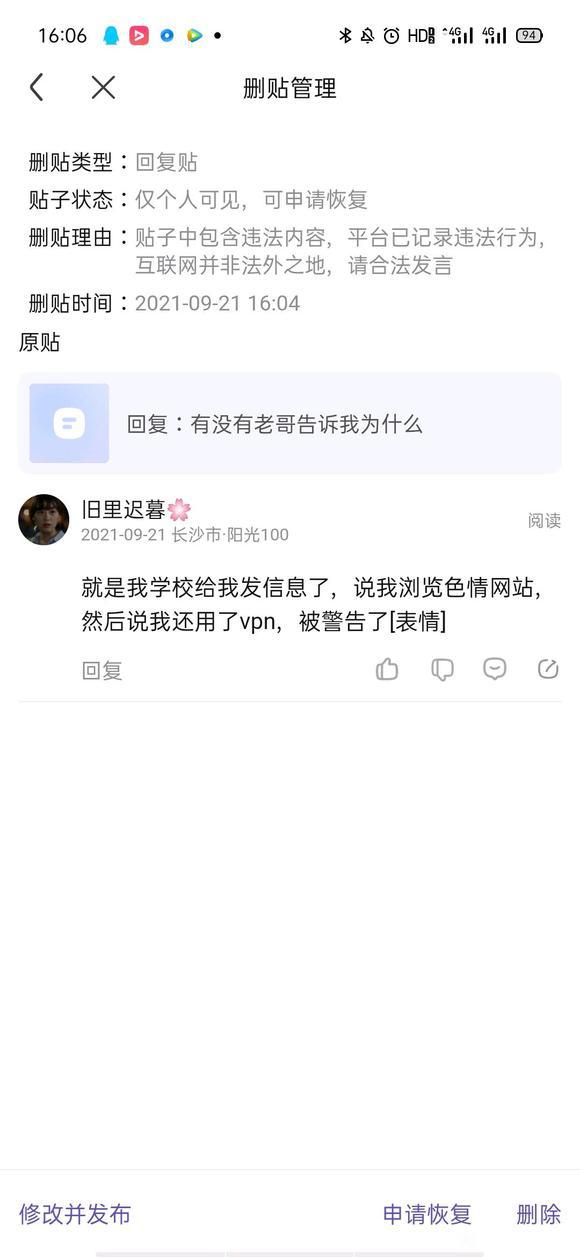 16:06 HD 4G 4G 94
删贴管理
删贴类型：回复贴
贴子状态：仅个人可见，可申请恢复
删贴理由：贴子中包含违法内容，平台已记录违法行为，
互联网并非法外之地，请合法发言
删贴时间：2021-09-21 16:04
原贴
回复：有没有老哥告诉我为什么
旧里迟暮🌸
2021-09-21 长沙市·阳光100
阅读
就是我学校给我发信息了，说我浏览色情网站，
然后说我还用了vpn，被警告了[表情]
回复
修改并发布 申请恢复 删除